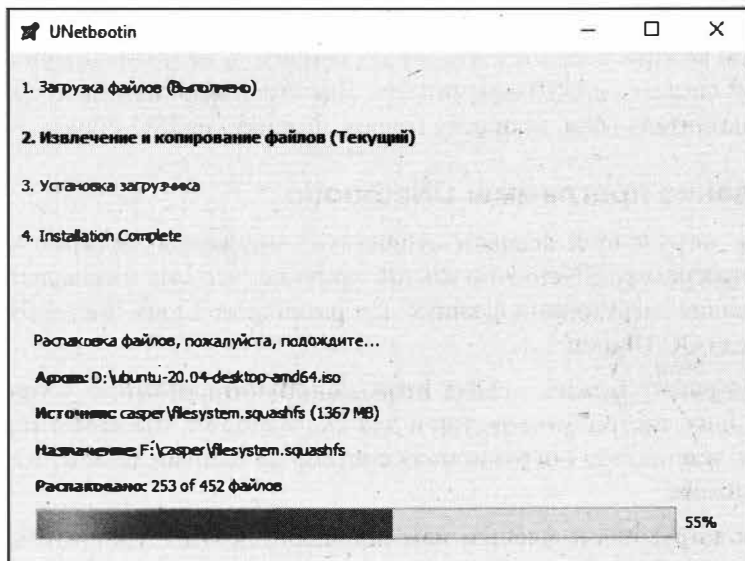 UNetbootin
1. Загрузка файлов (Выполнено)
2. Извлечение и копирование файлов (Текущий)
3. Установка загрузчика
4. Installation Complete
Распаковка файлов, пожалуйста, подождите...
Архив: D:\ubuntu-20.04-desktop-amd64.iso
Источник: casper\filesystem.squashfs (1367 MB)
Назначение: F:\casper\filesystem.squashfs
Распаковано: 253 of 452 файлов
55%